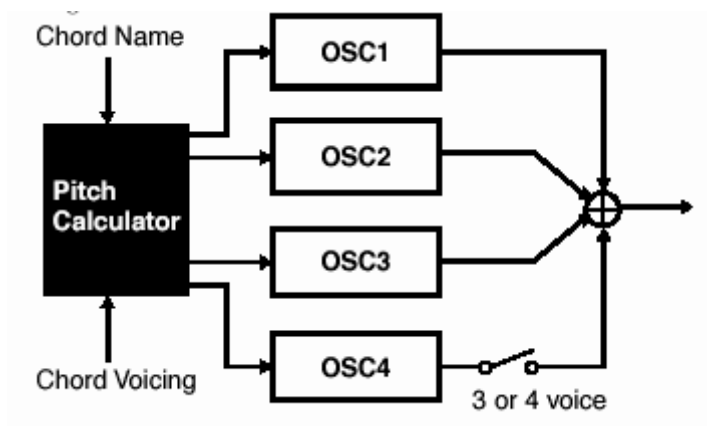 Chord Name
OSC1
OSC2
Pitch
Calculator
OSC3
OSC4
Chord Voicing
3 or 4 voice